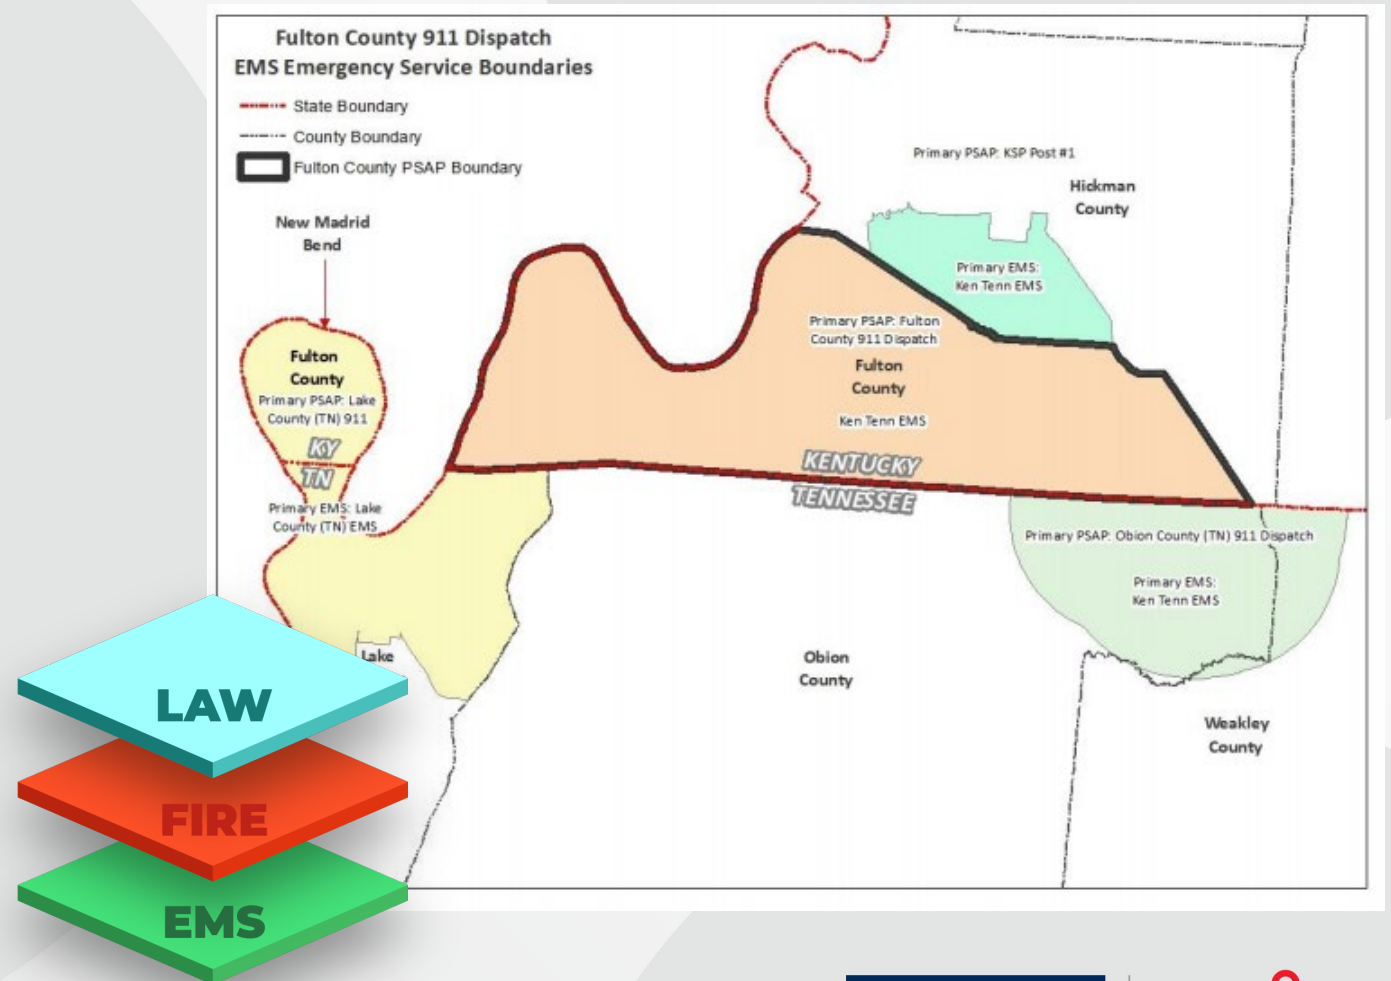 Fulton County 911 Dispatch
EMS Emergency Service Boundaries
State Boundary
County Boundary
Fulton County PSAP Boundary
New Madrid
Bend
Fulton
County
Primary PSAP: Lake
County (TN) 911
KY
TN
Primary EMS: Lake
County (TN) EMS
Lake
Primary PSAP: KSP Post #1
Hickman
County
Primary EMS:
Ken Tenn EMS
Primary PSAP: Fulton
County 911 Dispatch
Fulton
County
Ken Tenn EMS
KENTUCKY
TENNESSEE
Primary PSAP: Obion County (TN) 911 Dispatch
Primary EMS:
Ken Tenn EMS
Obion
County
Weakley
County
LAW
FIRE
EMS